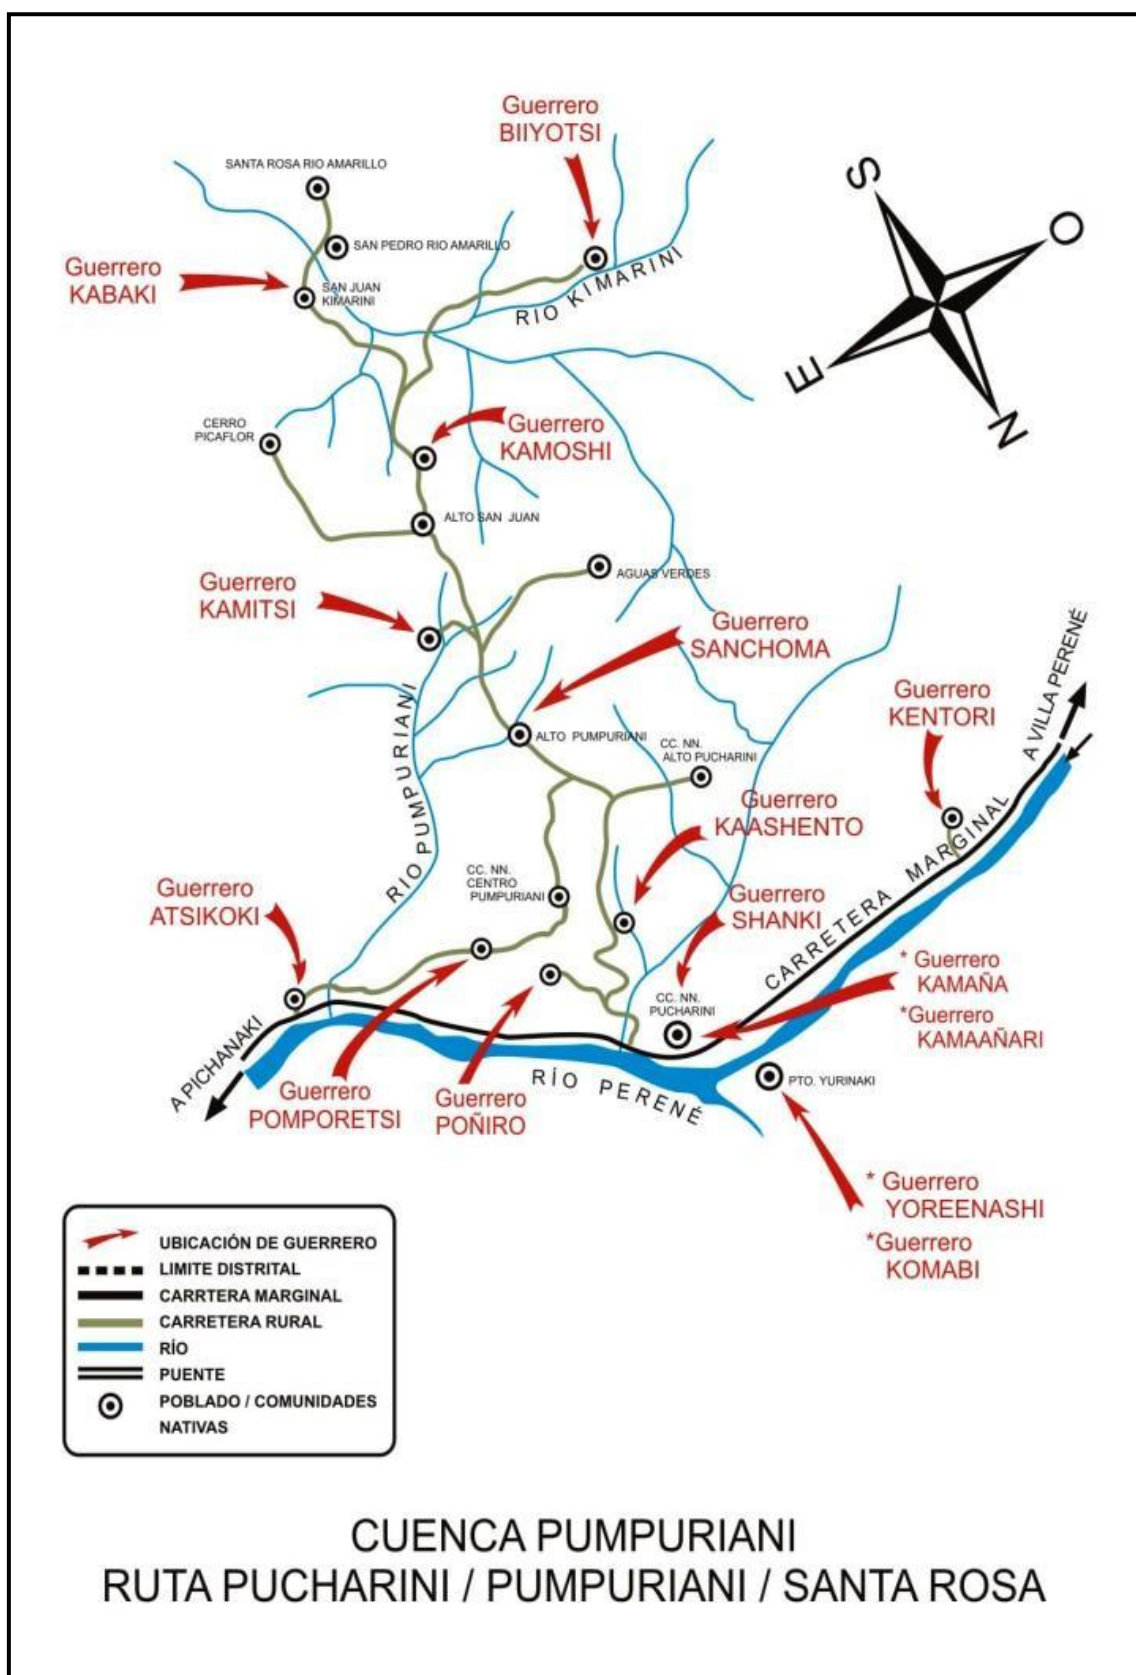 Guerrero
BIIYOTSI
SANTA ROSA RIO AMARILLO
SAN PEDRO RIO AMARILLO
Guerrero
KABAKI
SAN JUAN
KIMARINI
RIO KIMARINI
S
O
E
N
CERRO
PICAFLOR
Guerrero
KAMOSHI
ALTO SAN JUAN
AGUAS VERDES
Guerrero
KAMITSI
Guerrero
SANCHOMA
RIO PUMPURIANI
ALTO PUMPURIANI
CC. NN.
ALTO PUCHARINI
Guerrero
KENTORI
A VILLA PERENÉ
Guerrero
KAASHENTO
CARRETERA MARGINAL
CC. NN.
CENTRO
PUMPURIANI
Guerrero
ATSIKOKI
Guerrero
SHANKI
* Guerrero
KAMAÑA
*Guerrero
KAMAAÑARI
CC. NN.
PUCHARINI
A PICHANAKI
RÍO PERENÉ
PTO. YURINAKI
Guerrero
POMPORETSI
Guerrero
POÑIRO
* Guerrero
YOREENASHI
*Guerrero
KOMABI
UBICACIÓN DE GUERRERO
LIMITE DISTRITAL
CARRTERA MARGINAL
CARRETERA RURAL
RÍO
PUENTE
POBLADO / COMUNIDADES
NATIVAS
CUENCA PUMPURIANI
RUTA PUCHARINI / PUMPURIANI / SANTA ROSA